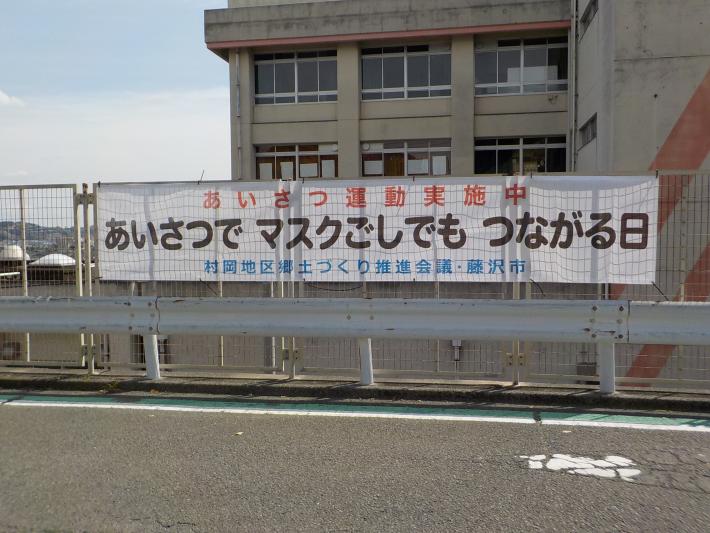 あいさつ運動実施中
あいさつで マスクごしでも つながる日
村岡地区郷土づくり推進会議・藤沢市